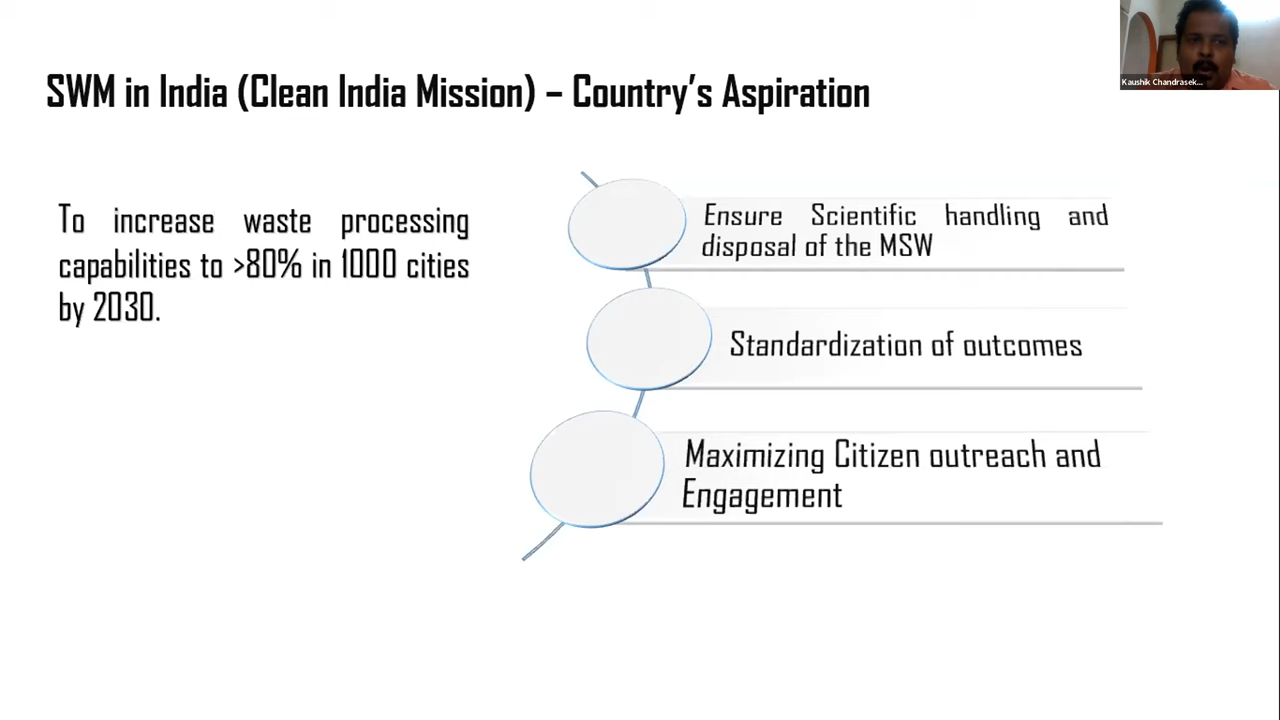 Kaushik Chandrasek...
SWM in India (Clean India Mission) – Country's Aspiration
To increase waste processing
capabilities to >80% in 1000 cities
by 2030.
Ensure Scientific handling and
disposal of the MSW
Standardization of outcomes
Maximizing Citizen outreach and
Engagement